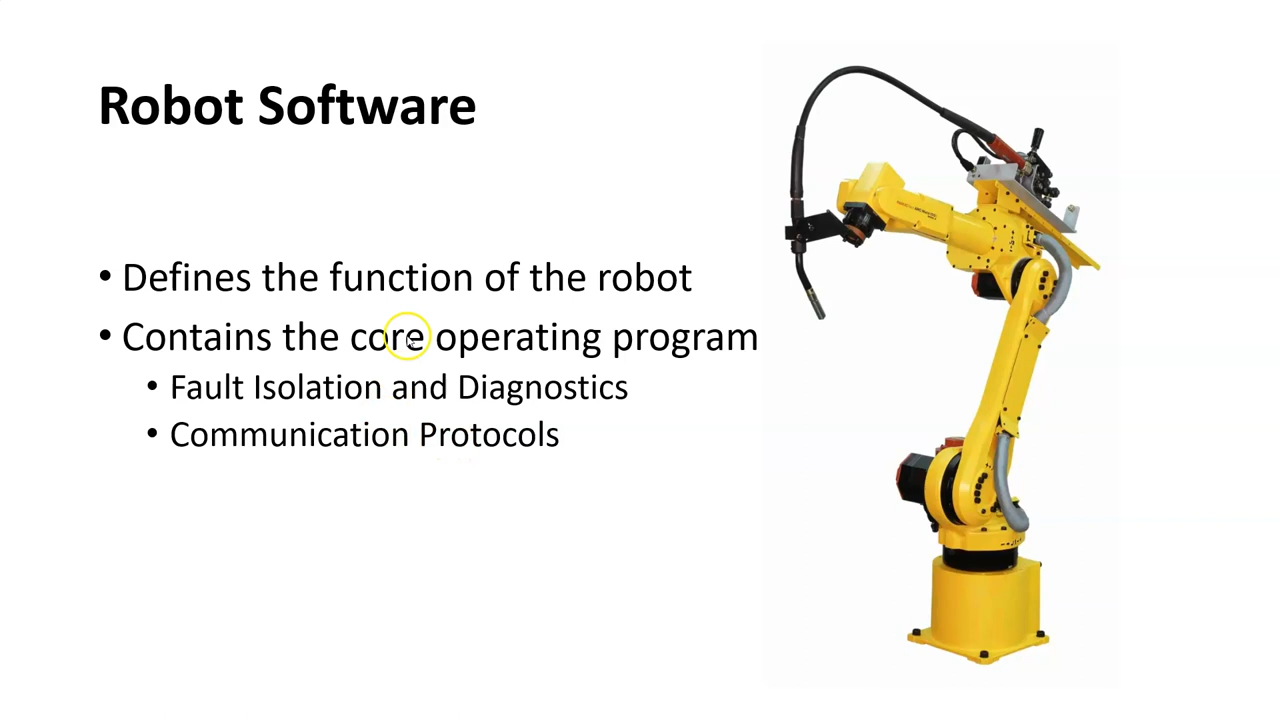 Robot Software
• Defines the function of the robot
• Contains the core operating program
• Fault Isolation and Diagnostics
• Communication Protocols